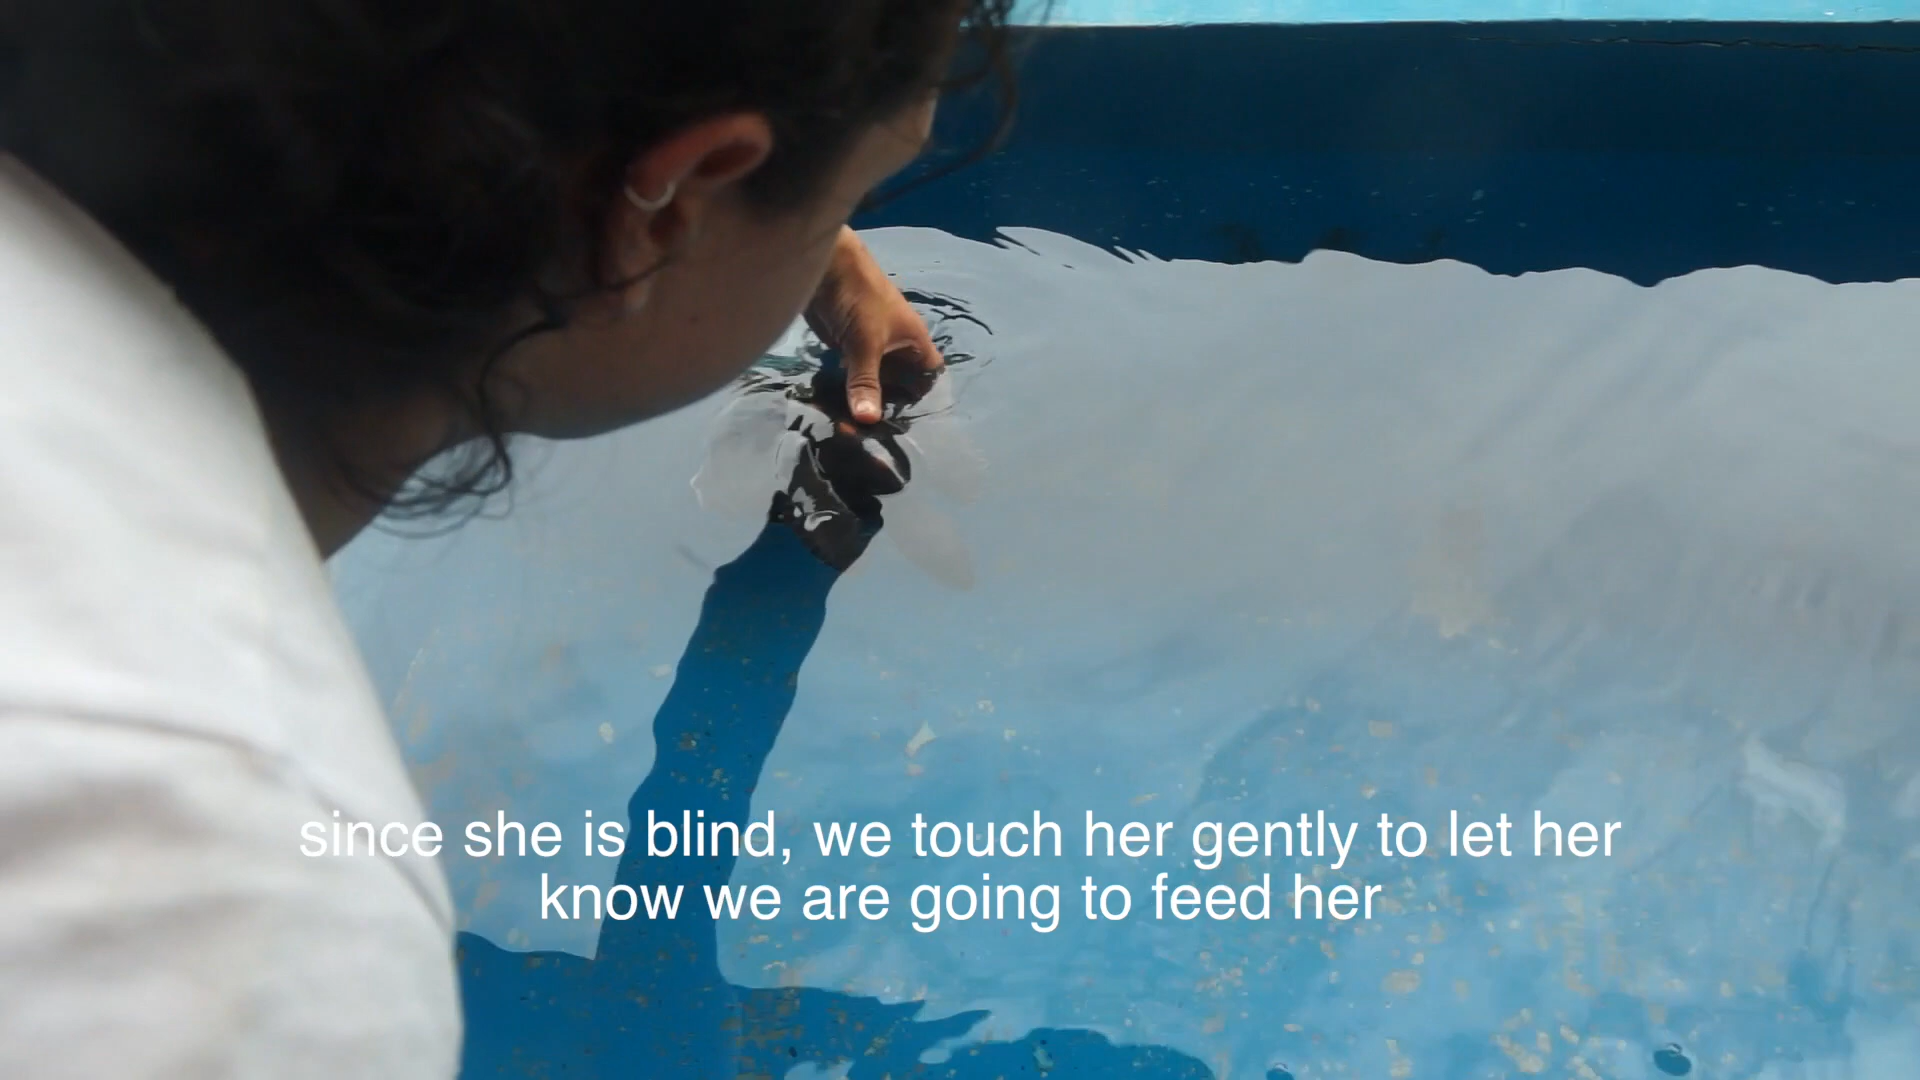 since she is blind, we touch her gently to let her
know we are going to feed her